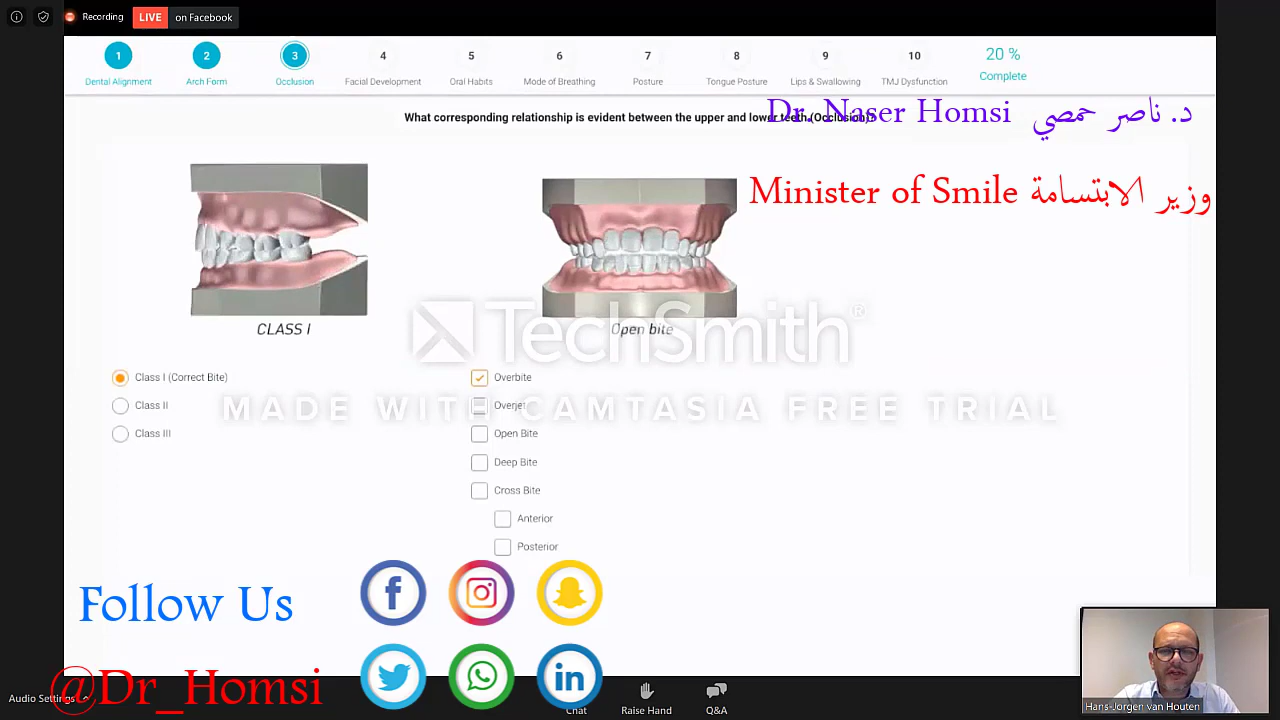 Recording LIVE on Facebook
1 2 3 4 5 6 7 8 9 10 20 %
Dental Alignment Arch Form Occlusion Facial Development Oral Habits Mode of Breathing Posture Tongue Posture Lips & Swallowing TMJ Dysfunction Complete
What corresponding relationship is evident between the upper and lower teeth (Occlusion)?
Dr. Naser Homsi د. ناصر حمصي
Minister of Smile وزير الابتسامة
CLASS I Open bite
TechSmith®
Class I (Correct Bite) Overbite
Class II Overjet
MADE WITH CAMTASIA FREE TRIAL
Class III Open Bite
Deep Bite
Cross Bite
Anterior
Posterior
Follow Us
@Dr_Homsi
Audio Settings Chat Raise Hand Q&A
Hans-Jorgen van Houten